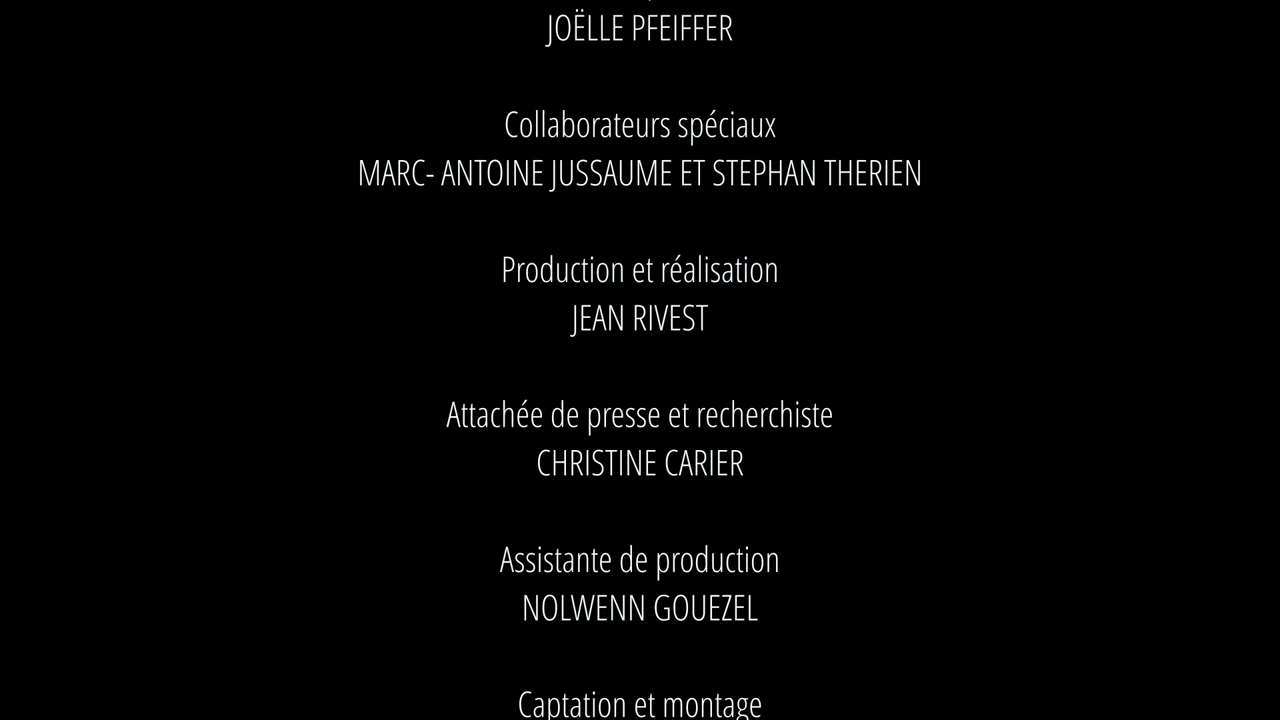 JOËLLE PFEIFFER
Collaborateurs spéciaux
MARC- ANTOINE JUSSAUME ET STEPHAN THERIEN
Production et réalisation
JEAN RIVEST
Attachée de presse et recherchiste
CHRISTINE CARIER
Assistante de production
NOLWENN GOUEZEL
Captation et montage